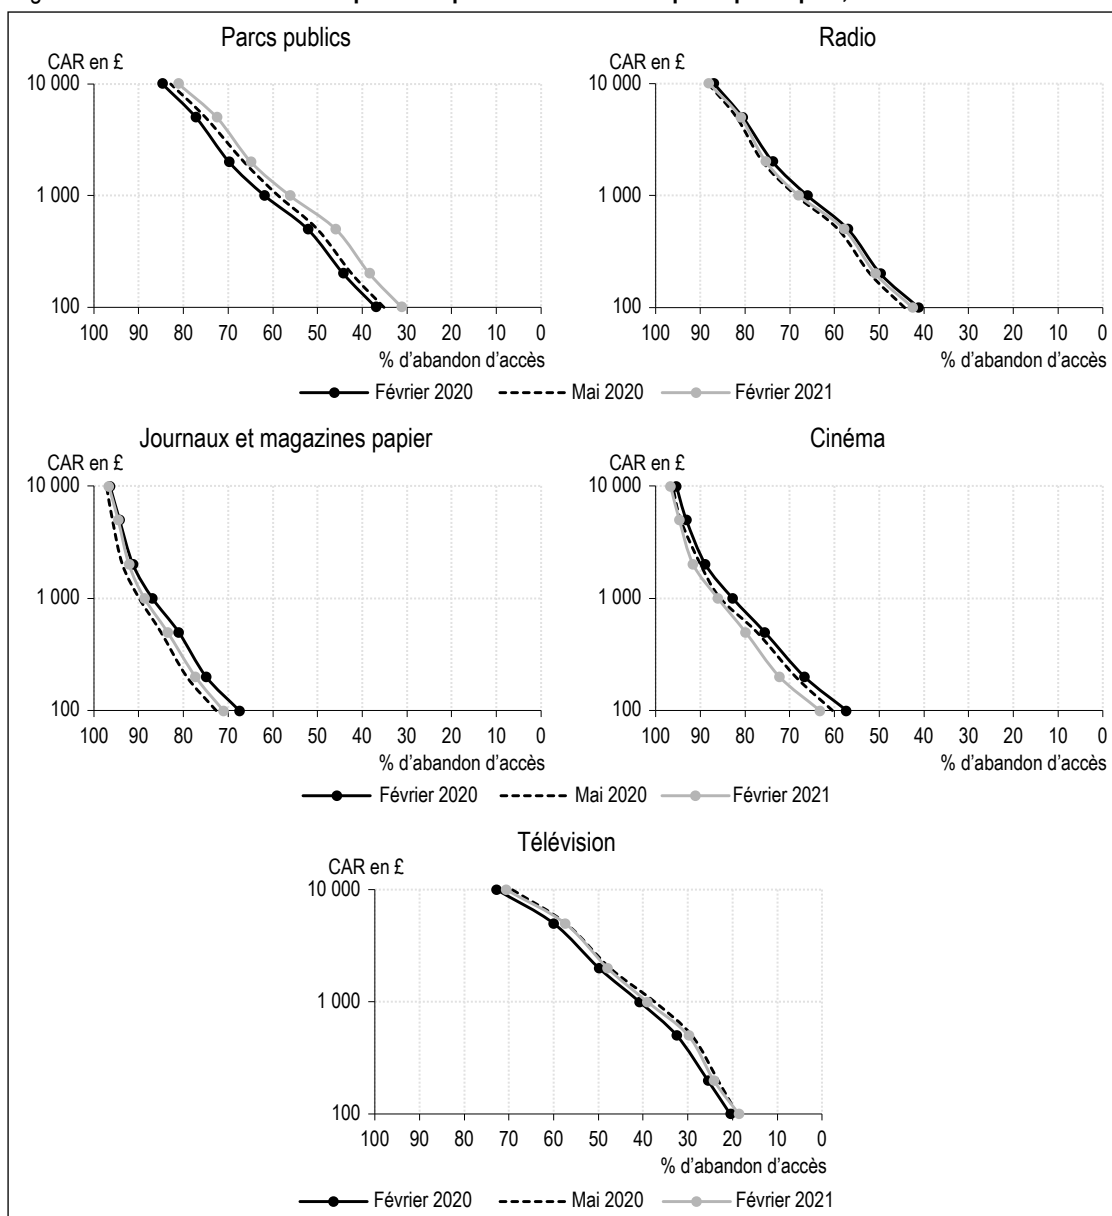 Parcs publics
CAR en £
10 000
1 000
100
100 90 80 70 60 50 40 30 20 10 0
% d’abandon d’accès
Radio
CAR en £
10 000
1 000
100
100 90 80 70 60 50 40 30 20 10 0
% d’abandon d’accès
Février 2020 Mai 2020 Février 2021
Journaux et magazines papier
CAR en £
10 000
1 000
100
100 90 80 70 60 50 40 30 20 10 0
% d’abandon d’accès
Cinéma
CAR en £
10 000
1 000
100
100 90 80 70 60 50 40 30 20 10 0
% d’abandon d’accès
Février 2020 Mai 2020 Février 2021
Télévision
CAR en £
10 000
1 000
100
100 90 80 70 60 50 40 30 20 10 0
% d’abandon d’accès
Février 2020 Mai 2020 Février 2021